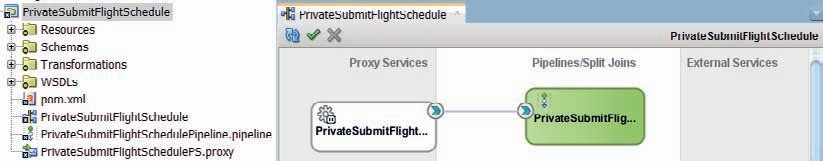 PrivateSubmitFlightSchedule
Resources
Schemas
Transformations
WSDLs
pom.xml
PrivateSubmitFlightSchedule
PrivateSubmitFlightSchedulePipeline.pipeline
PrivateSubmitFlightSchedulePS.proxy
PrivateSubmitFlightSchedule
PrivateSubmitFlightSchedule
Proxy Services
Pipelines/Split Joins
External Services
PrivateSubmitFlight...
PrivateSubmitFlig...